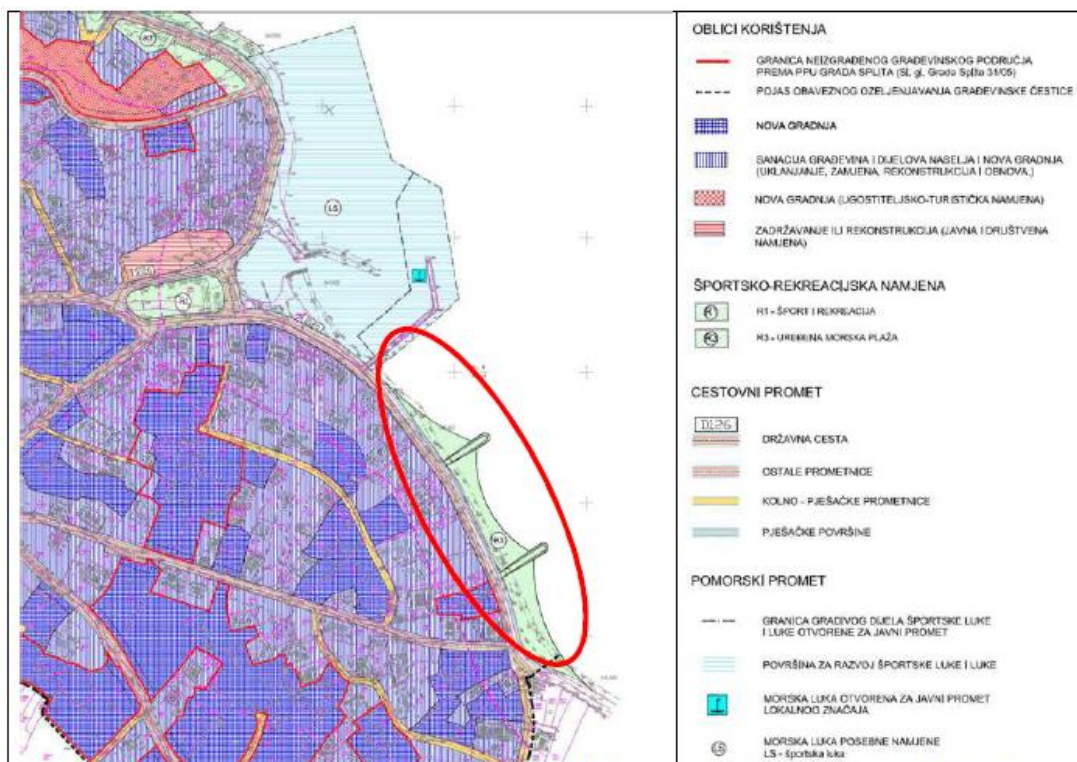 OBLICI KORIŠTENJA
GRANICA NEIZGRAĐENOG GRAĐEVINSKOG PODRUČJA
PREMA PPU GRADA SPLITA (Sl. gl. Grada Splita 31/05)
POJAS OBAVEZNOG OZELJENJAVANJA GRAĐEVINSKE ČESTICE
NOVA GRADNJA
SANACIJA GRAĐEVINA I DIJELOVA NASELJA I NOVA GRADNJA
(UKLANJANJE, ZAMJENA, REKONSTRUKCIJA I OBNOVA.)
NOVA GRADNJA (UGOSTITELJSKO-TURISTIČKA NAMJENA)
ZADRŽAVANJE ILI REKONSTRUKCIJA (JAVNA I DRUŠTVENA
NAMJENA)
ŠPORTSKO-REKREACIJSKA NAMJENA
R1 R1 - ŠPORT I REKREACIJA
R3 R3 - UREĐENA MORSKA PLAŽA
CESTOVNI PROMET
D126
DRŽAVNA CESTA
OSTALE PROMETNICE
KOLNO - PJEŠAČKE PROMETNICE
PJEŠAČKE POVRŠINE
POMORSKI PROMET
GRANICA GRADIVOG DIJELA ŠPORTSKE LUKE
I LUKE OTVORENE ZA JAVNI PROMET
POVRŠINA ZA RAZVOJ ŠPORTSKE LUKE I LUKE
MORSKA LUKA OTVORENA ZA JAVNI PROMET
LOKALNOG ZNAČAJA
LS MORSKA LUKA POSEBNE NAMJENE
LS - športska luka
R3
LS
R1
R3